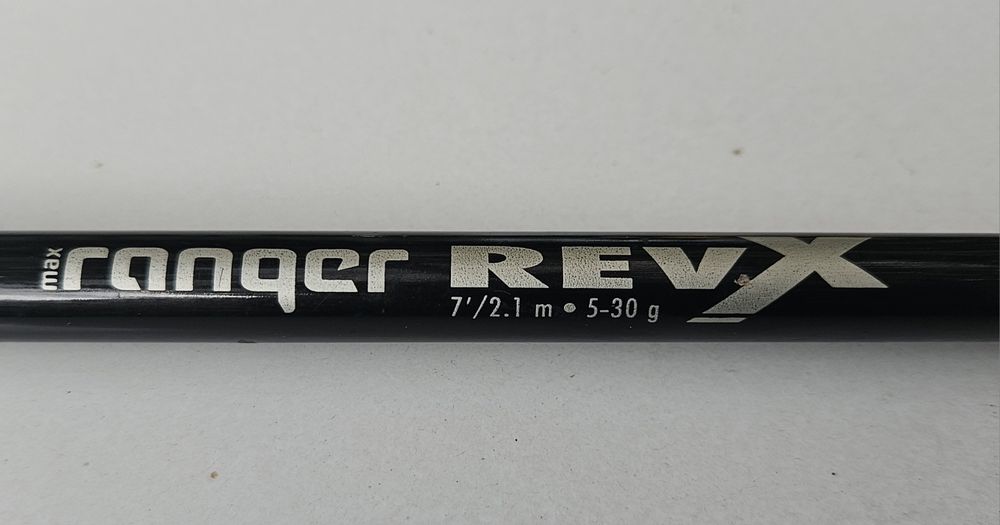 max ranger REVX
7'/2.1 m • 5-30 g